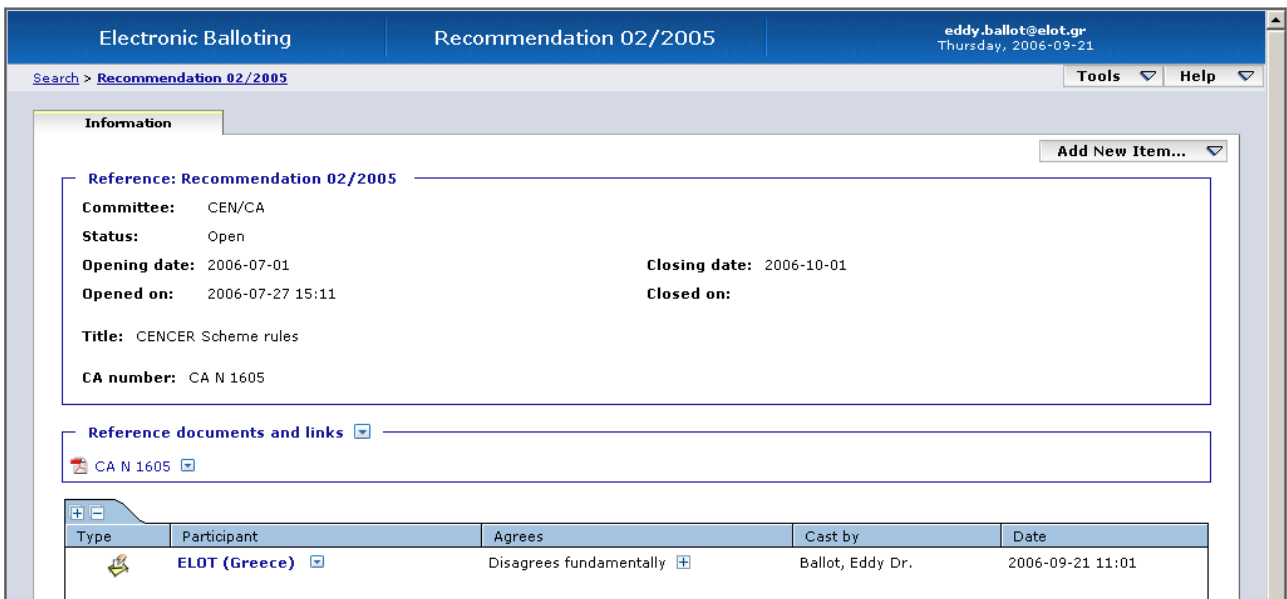 Electronic Balloting Recommendation 02/2005 eddy.ballot@elot.gr
Thursday, 2006-09-21
Search > Recommendation 02/2005 Tools Help
Information
Add New Item...
Reference: Recommendation 02/2005
Committee: CEN/CA
Status: Open
Opening date: 2006-07-01 Closing date: 2006-10-01
Opened on: 2006-07-27 15:11 Closed on:
Title: CENCER Scheme rules
CA number: CA N 1605
Reference documents and links
CA N 1605
Type Participant Agrees Cast by Date
ELOT (Greece) Disagrees fundamentally Ballot, Eddy Dr. 2006-09-21 11:01